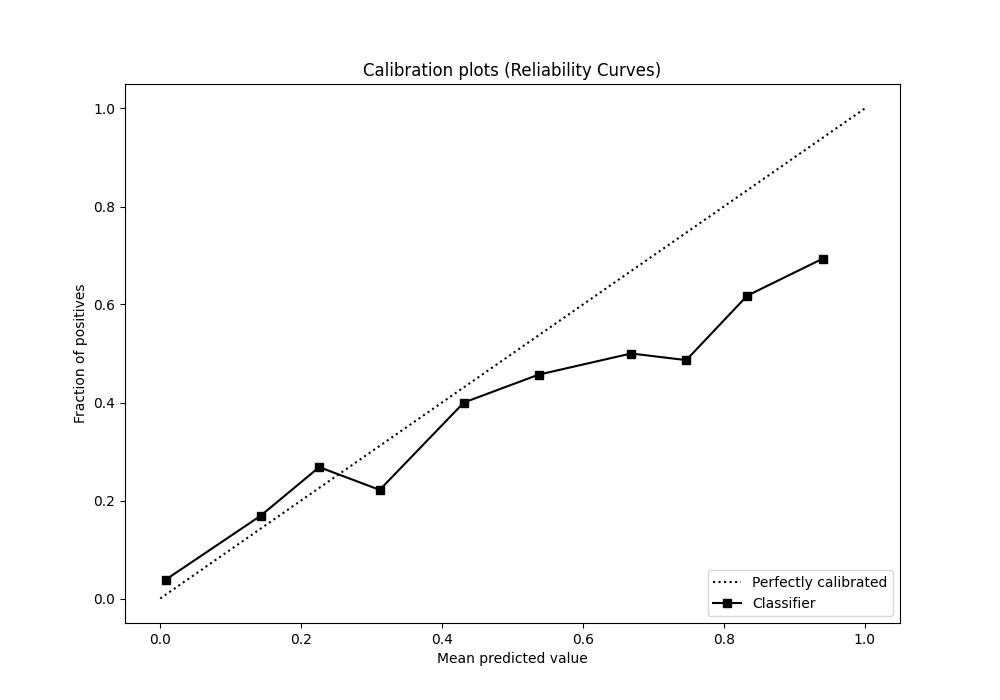 Calibration plots (Reliability Curves)
1.0
0.8
0.6
0.4
0.2
0.0
Fraction of positives
Perfectly calibrated
Classifier
0.0 0.2 0.4 0.6 0.8 1.0
Mean predicted value